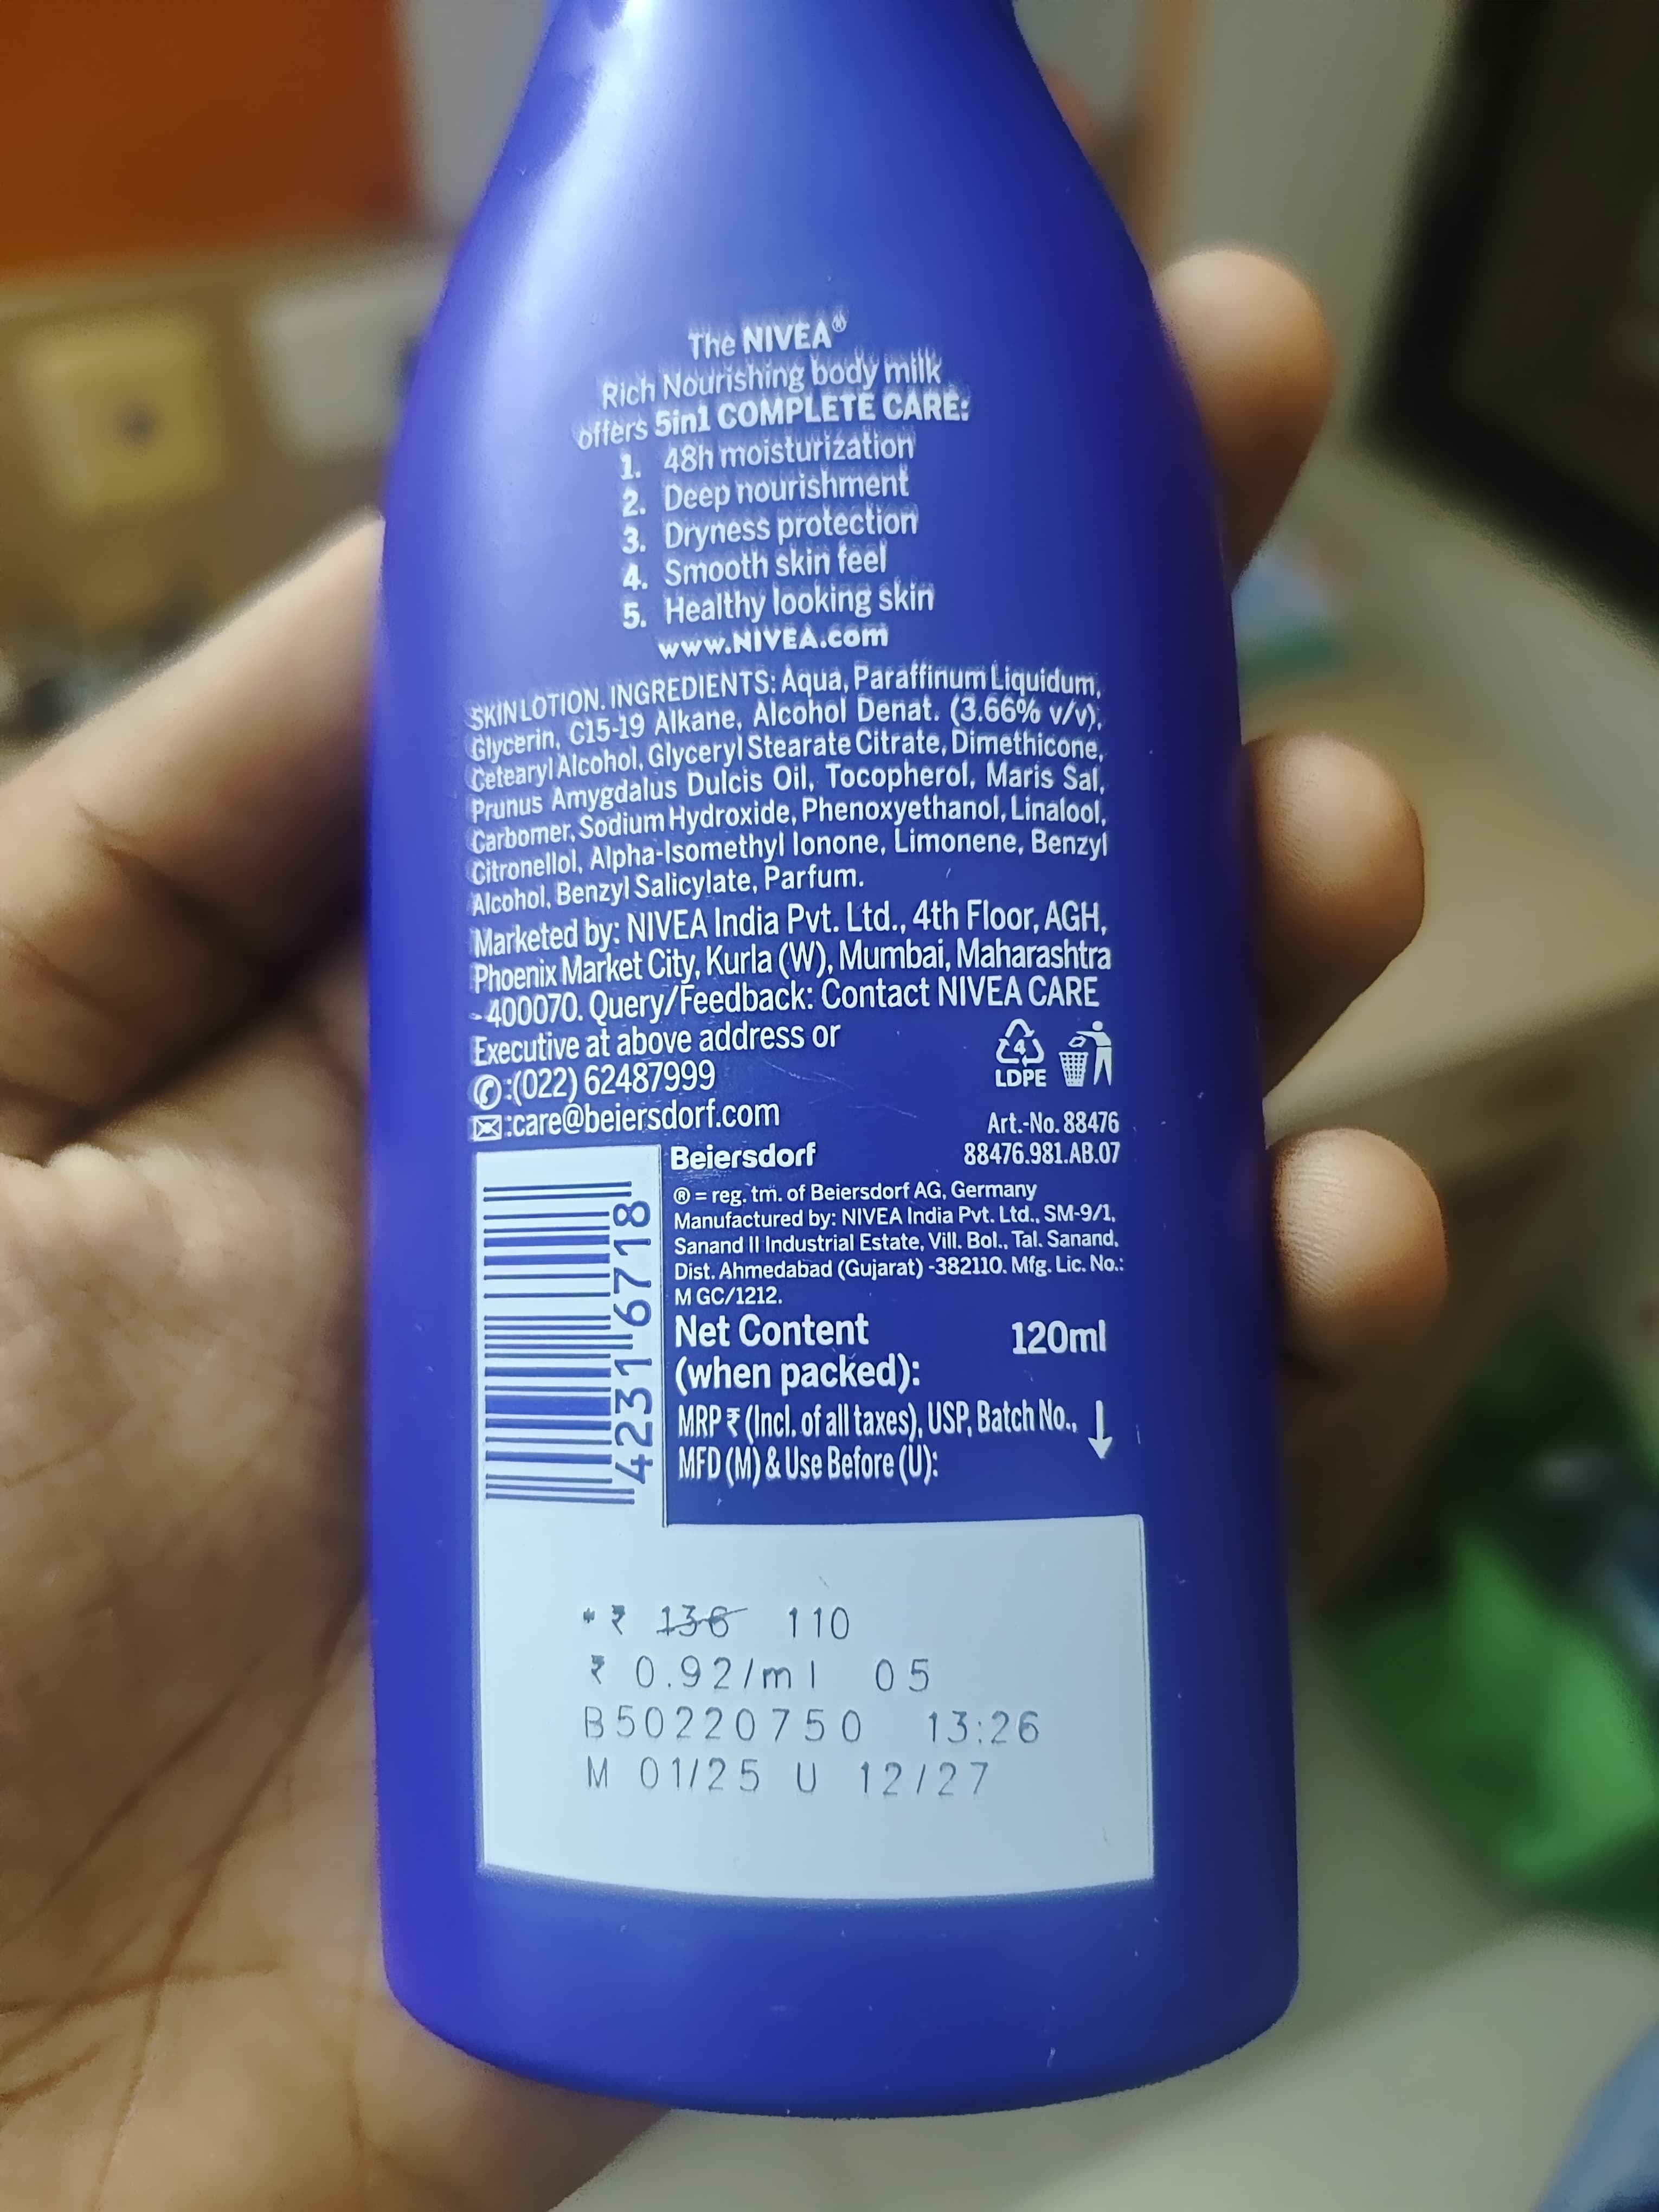 The NIVEA®
Rich Nourishing body milk
offers 5in1 COMPLETE CARE:
1. 48h moisturization
2. Deep nourishment
3. Dryness protection
4. Smooth skin feel
5. Healthy looking skin
www.NIVEA.com
SKIN LOTION. INGREDIENTS: Aqua, Paraffinum Liquidum,
Glycerin, C15-19 Alkane, Alcohol Denat. (3.66% v/v),
Cetearyl Alcohol, Glyceryl Stearate Citrate, Dimethicone,
Prunus Amygdalus Dulcis Oil, Tocopherol, Maris Sal,
Carbomer, Sodium Hydroxide, Phenoxyethanol, Linalool,
Citronellol, Alpha-Isomethyl Ionone, Limonene, Benzyl
Alcohol, Benzyl Salicylate, Parfum.
Marketed by: NIVEA India Pvt. Ltd., 4th Floor, AGH,
Phoenix Market City, Kurla (W), Mumbai, Maharashtra
- 400070. Query/Feedback: Contact NIVEA CARE
Executive at above address or
:(022) 62487999
:care@beiersdorf.com
4
LDPE
Art.-No. 88476
88476.981.AB.07
Beiersdorf
® = reg. tm. of Beiersdorf AG, Germany
Manufactured by: NIVEA India Pvt. Ltd., SM-9/1,
Sanand II Industrial Estate, Vill. Bol., Tal. Sanand,
Dist. Ahmedabad (Gujarat) -382110. Mfg. Lic. No.:
M GC/1212.
42316718
Net Content 120ml
(when packed):
MRP ₹ (Incl. of all taxes), USP, Batch No., ↓
MFD (M) & Use Before (U):
* ₹ 136 110
₹ 0.92/ml 05
B50220750 13:26
M 01/25 U 12/27